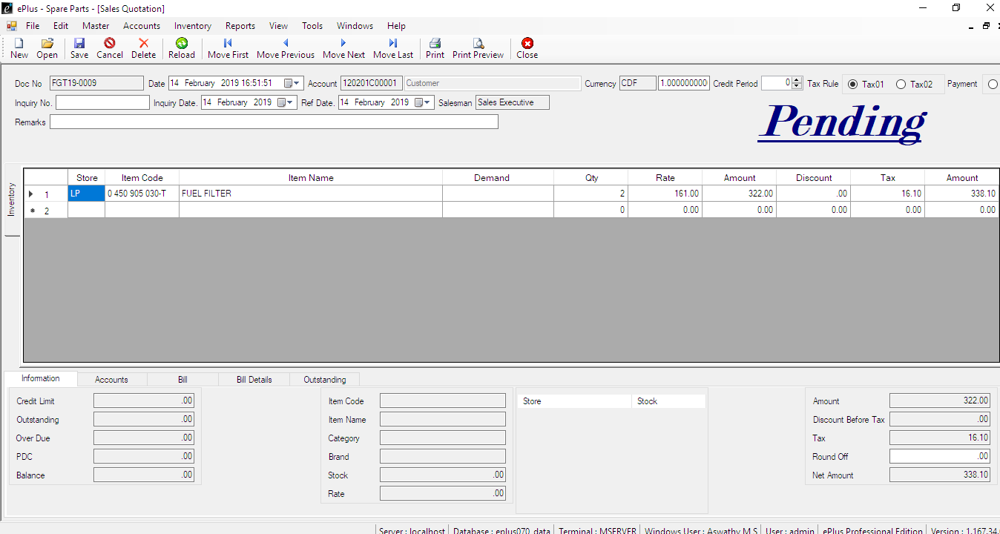 ePlus - Spare Parts - [Sales Quotation]
File Edit Master Accounts Inventory Reports View Tools Windows Help
New Open Save Cancel Delete Reload Move First Move Previous Move Next Move Last Print Print Preview Close
Doc No FGT19-0009 Date 14 February 2019 16:51:51 Account 120201C00001 Customer Currency CDF 1.000000000 Credit Period 0 Tax Rule Tax01 Tax02 Payment
Inquiry No. Inquiry Date. 14 February 2019 Ref Date. 14 February 2019 Salesman Sales Executive
Remarks
Pending
Inventory
Store Item Code Item Name Demand Qty Rate Amount Discount Tax Amount
1 LP 0 450 905 030-T FUEL FILTER 2 161.00 322.00 .00 16.10 338.10
2 0 0.00 0.00 0.00 0.00 0.00
Information Accounts Bill Bill Details Outstanding
Credit Limit .00 Item Code Store Stock Amount 322.00
Outstanding .00 Item Name Discount Before Tax .00
Over Due .00 Category Tax 16.10
PDC .00 Brand Round Off .00
Balance .00 Stock .00 Net Amount 338.10
Rate .00
Server : localhost Database : eplus070_data Terminal : MSERVER Windows User : Aswathy M S User : admin ePlus Professional Edition Version : 1.167.34.